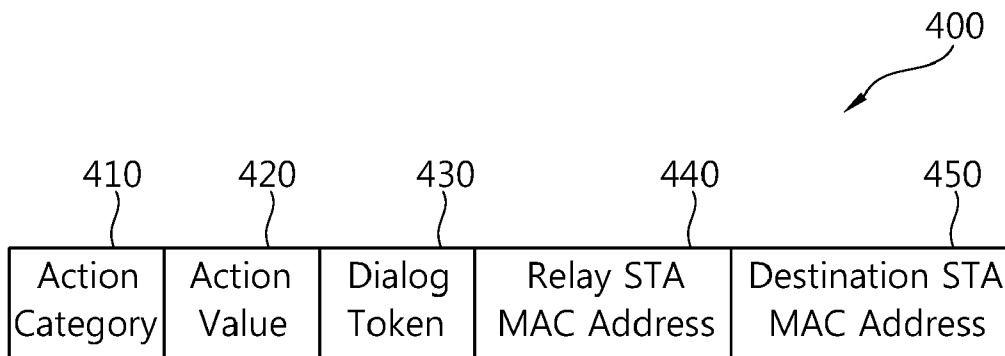 400
410 420 430 440 450
Action Category
Action Value
Dialog Token
Relay STA MAC Address
Destination STA MAC Address